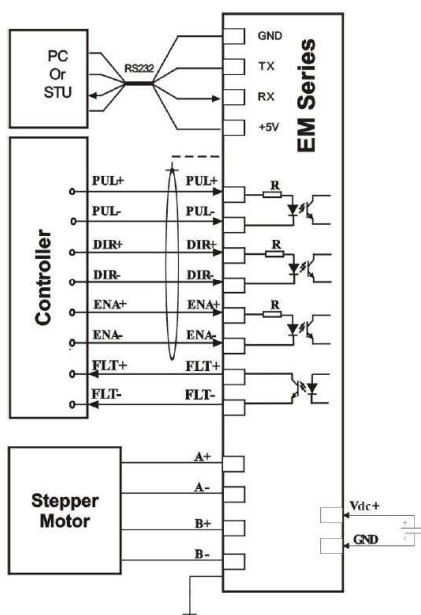 PC
Or
STU
RS232
GND
TX
RX
+5V
EM Series
Controller
PUL+ PUL+ R
PUL- PUL-
DIR+ DIR+ R
DIR- DIR-
ENA+ ENA+ R
ENA- ENA-
FLT+ FLT+
FLT- FLT-
Stepper
Motor
A+
A-
B+
B-
Vdc+
GND
+
-